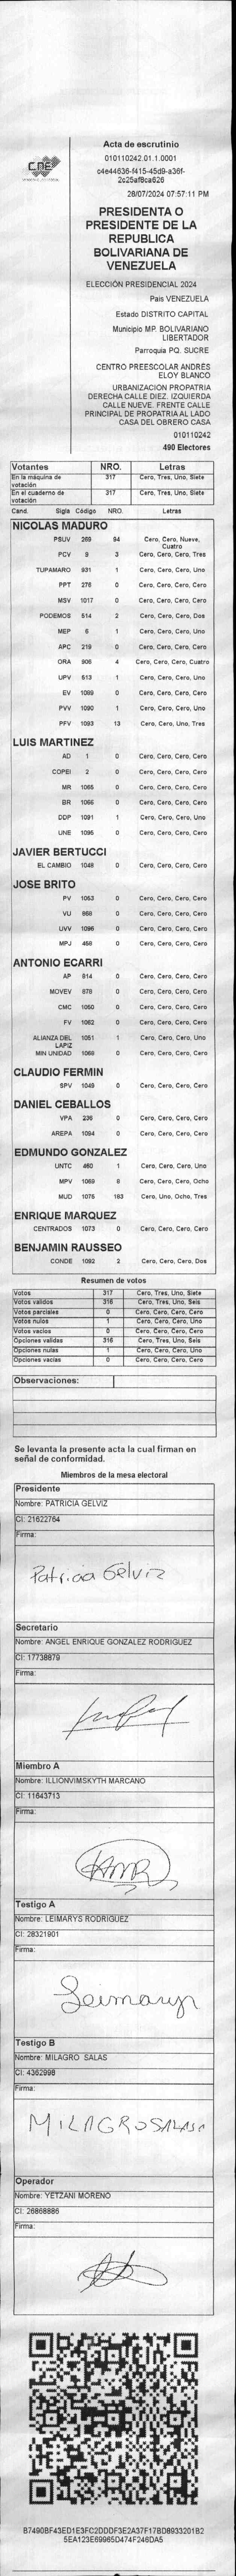 CNE
Acta de escrutinio
010110242.01.1.0001
c4e44636-f415-45d9-a36f-
2c25af8ca626
28/07/2024 07:57:11 PM
PRESIDENTA O
PRESIDENTE DE LA
REPUBLICA
BOLIVARIANA DE
VENEZUELA
ELECCIÓN PRESIDENCIAL 2024
Pais VENEZUELA
Estado DISTRITO CAPITAL
Municipio MP. BOLIVARIANO
LIBERTADOR
Parroquia PQ. SUCRE
CENTRO PREESCOLAR ANDRÉS
ELOY BLANCO
URBANIZACION PROPATRIA
DERECHA CALLE DIEZ. IZQUIERDA
CALLE NUEVE. FRENTE CALLE
PRINCIPAL DE PROPATRIA AL LADO
CASA DEL OBRERO CASA
010110242
490 Electores
Votantes NRO. Letras
En la máquina de votación 317 Cero, Tres, Uno, Siete
En el cuaderno de votación 317 Cero, Tres, Uno, Siete
Cand. Sigla Código NRO. Letras
NICOLAS MADURO
PSUV 269 94 Cero, Cero, Nueve, Cuatro
PCV 9 3 Cero, Cero, Cero, Tres
TUPAMARO 931 1 Cero, Cero, Cero, Uno
PPT 276 0 Cero, Cero, Cero, Cero
MSV 1017 0 Cero, Cero, Cero, Cero
PODEMOS 514 2 Cero, Cero, Cero, Dos
MEP 6 1 Cero, Cero, Cero, Uno
APC 219 0 Cero, Cero, Cero, Cero
ORA 906 4 Cero, Cero, Cero, Cuatro
UPV 513 1 Cero, Cero, Cero, Uno
EV 1089 0 Cero, Cero, Cero, Cero
PVV 1090 1 Cero, Cero, Cero, Uno
PFV 1093 13 Cero, Cero, Uno, Tres
LUIS MARTINEZ
AD 1 0 Cero, Cero, Cero, Cero
COPEI 2 0 Cero, Cero, Cero, Cero
MR 1065 0 Cero, Cero, Cero, Cero
BR 1066 0 Cero, Cero, Cero, Cero
DDP 1091 1 Cero, Cero, Cero, Uno
UNE 1095 0 Cero, Cero, Cero, Cero
JAVIER BERTUCCI
EL CAMBIO 1048 0 Cero, Cero, Cero, Cero
JOSE BRITO
PV 1053 0 Cero, Cero, Cero, Cero
VU 868 0 Cero, Cero, Cero, Cero
UVV 1096 0 Cero, Cero, Cero, Cero
MPJ 458 0 Cero, Cero, Cero, Cero
ANTONIO ECARRI
AP 814 0 Cero, Cero, Cero, Cero
MOVEV 878 0 Cero, Cero, Cero, Cero
CMC 1050 0 Cero, Cero, Cero, Cero
FV 1062 0 Cero, Cero, Cero, Cero
ALIANZA DEL LAPIZ 1051 1 Cero, Cero, Cero, Uno
MIN UNIDAD 1068 0 Cero, Cero, Cero, Cero
CLAUDIO FERMIN
SPV 1049 0 Cero, Cero, Cero, Cero
DANIEL CEBALLOS
VPA 236 0 Cero, Cero, Cero, Cero
AREPA 1094 0 Cero, Cero, Cero, Cero
EDMUNDO GONZALEZ
UNTC 460 1 Cero, Cero, Cero, Uno
MPV 1069 8 Cero, Cero, Cero, Ocho
MUD 1075 183 Cero, Uno, Ocho, Tres
ENRIQUE MARQUEZ
CENTRADOS 1073 0 Cero, Cero, Cero, Cero
BENJAMIN RAUSSEO
CONDE 1092 2 Cero, Cero, Cero, Dos
Resumen de votos
Votos 317 Cero, Tres, Uno, Siete
Votos validos 316 Cero, Tres, Uno, Seis
Votos parciales 0 Cero, Cero, Cero, Cero
Votos nulos 1 Cero, Cero, Cero, Uno
Votos vacios 0 Cero, Cero, Cero, Cero
Opciones validas 316 Cero, Tres, Uno, Seis
Opciones nulas 1 Cero, Cero, Cero, Uno
Opciones vacias 0 Cero, Cero, Cero, Cero
Observaciones:
Se levanta la presente acta la cual firman en
señal de conformidad.
Miembros de la mesa electoral
Presidente
Nombre: PATRICIA GELVIZ
CI: 21622764
Firma:
Patricia Gelviz
Secretario
Nombre: ANGEL ENRIQUE GONZALEZ RODRIGUEZ
CI: 17738879
Firma:
Miembro A
Nombre: ILLIONVIMSKYTH MARCANO
CI: 11643713
Firma:
Testigo A
Nombre: LEIMARYS RODRIGUEZ
CI: 28321901
Firma:
Leimarys
Testigo B
Nombre: MILAGRO SALAS
CI: 4362998
Firma:
MILAGROSALAS
Operador
Nombre: YETZANI MORENO
CI: 26868886
Firma:
B7490BF43ED1E3FC2DDDF3E2A37F17BD8933201B2
5EA123E69965D474F246DA5